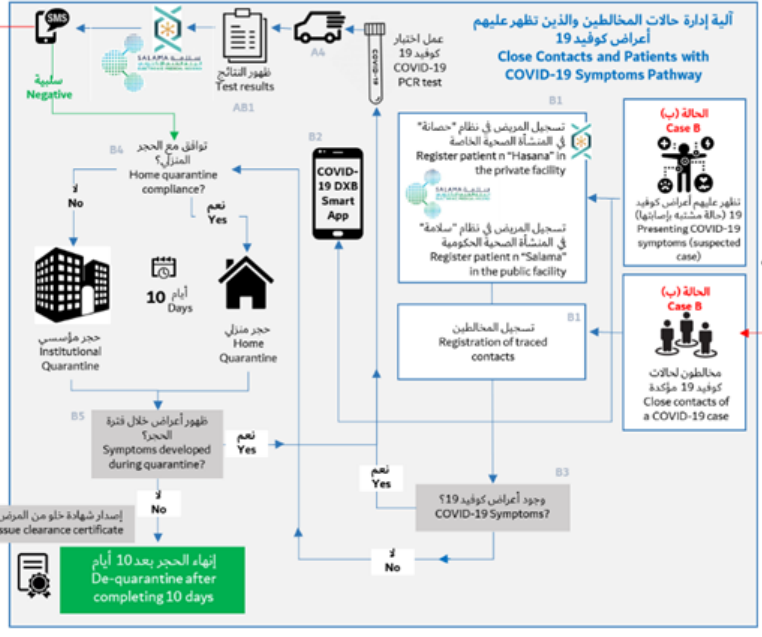 آلية إدارة حالات المخالطين والذين تظهر عليهم
أعراض كوفيد 19
Close Contacts and Patients with
COVID-19 Symptoms Pathway
SMS
سلبية
Negative
سلامة
SALAMA
ظهور النتائج
Test results
AB1
A4
COVID-19
عمل اختبار
كوفيد 19
COVID-19
PCR test
B1
تسجيل المريض في نظام "حصانة"
في المنشأة الصحية الخاصة
Register patient n "Hasana" in
the private facility
سلامة
SALAMA
تسجيل المريض في نظام "سلامة"
في المنشأة الصحية الحكومية
Register patient n "Salama"
in the public facility
الحالة (ب)
Case B
تظهر عليهم أعراض كوفيد
19 (حالة مشتبه بإصابتها)
Presenting COVID-19
symptoms (suspected
case)
B2
COVID-
19 DXB
Smart
App
B4
توافق مع الحجر
المنزلي؟
Home quarantine
compliance?
لا
No
نعم
Yes
10
أيام
Days
حجر مؤسسي
Institutional
Quarantine
حجر منزلي
Home
Quarantine
B1
تسجيل المخالطين
Registration of traced
contacts
الحالة (ب)
Case B
مخالطون لحالات
كوفيد 19 مؤكدة
Close contacts of
a COVID-19 case
B5
ظهور أعراض خلال فترة
الحجر؟
Symptoms developed
during quarantine?
نعم
Yes
نعم
Yes
B3
وجود أعراض كوفيد 19؟
COVID-19 Symptoms?
لا
No
لا
No
إصدار شهادة خلو من المرض
ssue clearance certificate
إنهاء الحجر بعد 10 أيام
De-quarantine after
completing 10 days